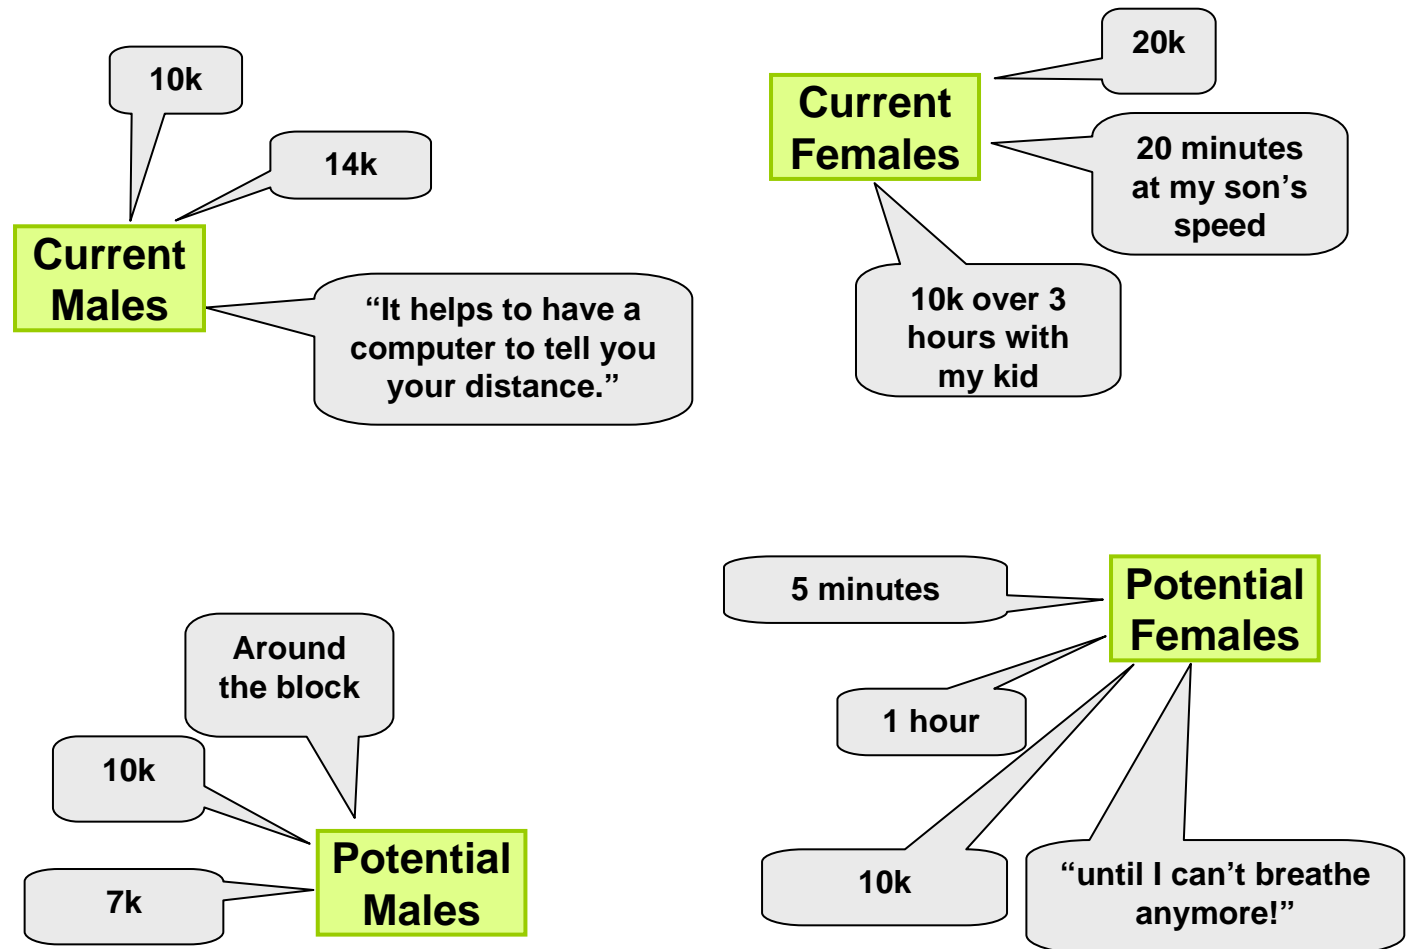 10k
14k
Current
Males
“It helps to have a
computer to tell you
your distance.”
20k
Current
Females
20 minutes
at my son’s
speed
10k over 3
hours with
my kid
Around
the block
10k
7k
Potential
Males
5 minutes
Potential
Females
1 hour
10k
“until I can’t breathe
anymore!”